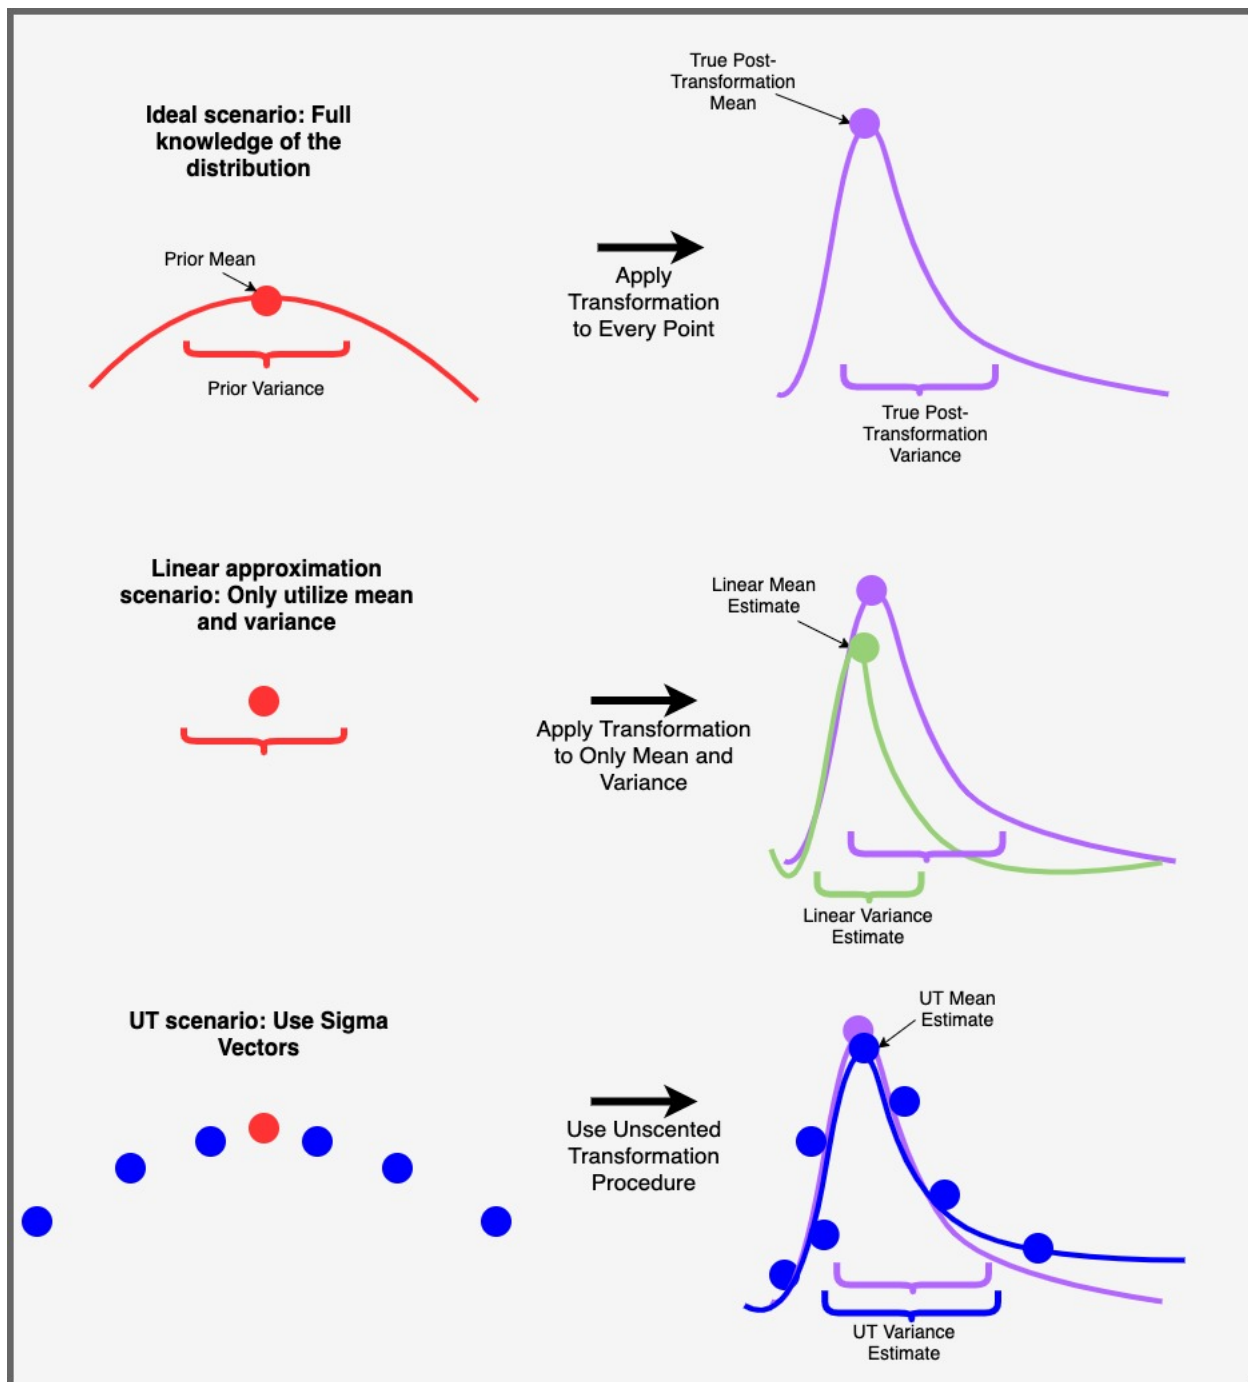 Ideal scenario: Full
knowledge of the
distribution
True Post-
Transformation
Mean
Prior Mean
Prior Variance
Apply
Transformation
to Every Point
True Post-
Transformation
Variance
Linear approximation
scenario: Only utilize mean
and variance
Linear Mean
Estimate
Apply Transformation
to Only Mean and
Variance
Linear Variance
Estimate
UT scenario: Use Sigma
Vectors
UT Mean
Estimate
Use Unscented
Transformation
Procedure
UT Variance
Estimate